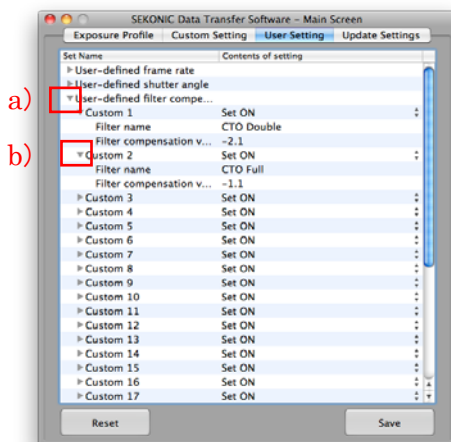 SEKONIC Data Transfer Software – Main Screen
Exposure Profile Custom Setting User Setting Update Settings
Set Name Contents of setting
User-defined frame rate
User-defined shutter angle
a)
User-defined filter compe...
Custom 1 Set ON
Filter name CTO Double
Filter compensation v... -2.1
b)
Custom 2 Set ON
Filter name CTO Full
Filter compensation v... -1.1
Custom 3 Set ON
Custom 4 Set ON
Custom 5 Set ON
Custom 6 Set ON
Custom 7 Set ON
Custom 8 Set ON
Custom 9 Set ON
Custom 10 Set ON
Custom 11 Set ON
Custom 12 Set ON
Custom 13 Set ON
Custom 14 Set ON
Custom 15 Set ON
Custom 16 Set ON
Custom 17 Set ON
Reset Save